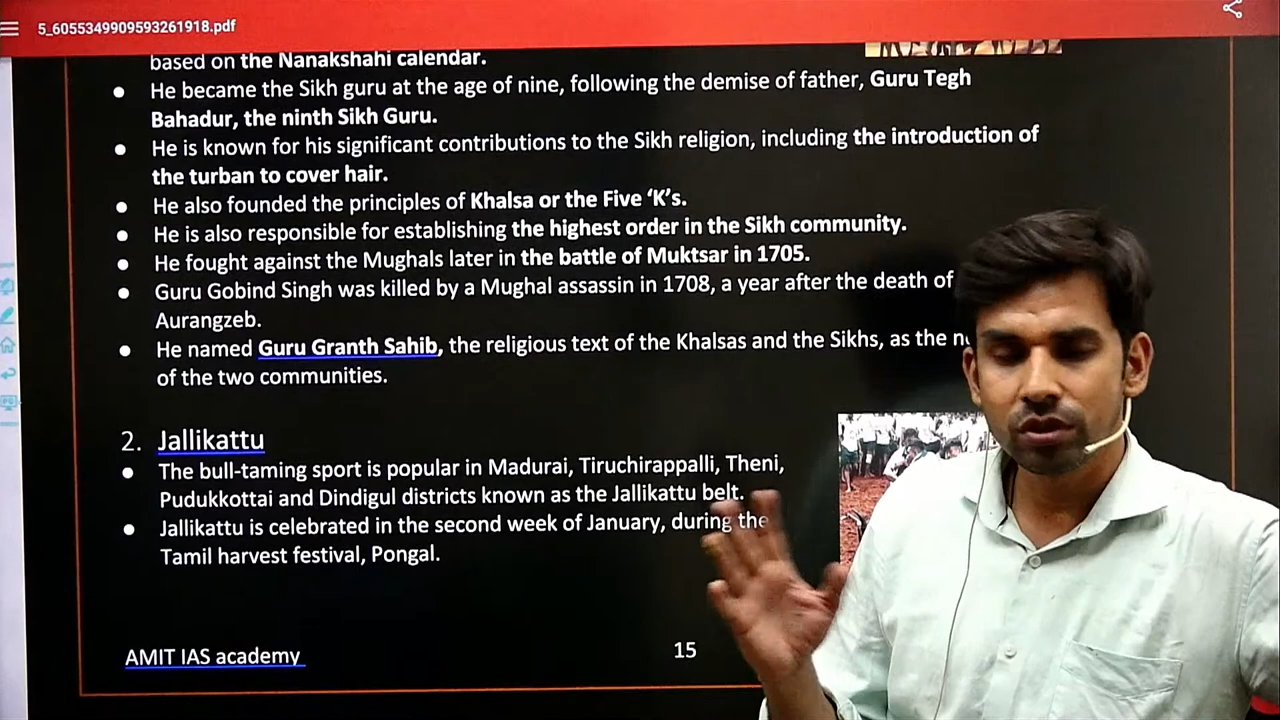 5_6055349909593261918.pdf
based on the Nanakshahi calendar.
● He became the Sikh guru at the age of nine, following the demise of father, Guru Tegh
Bahadur, the ninth Sikh Guru.
● He is known for his significant contributions to the Sikh religion, including the introduction of
the turban to cover hair.
● He also founded the principles of Khalsa or the Five ‘K’s.
● He is also responsible for establishing the highest order in the Sikh community.
● He fought against the Mughals later in the battle of Muktsar in 1705.
● Guru Gobind Singh was killed by a Mughal assassin in 1708, a year after the death of
Aurangzeb.
● He named Guru Granth Sahib, the religious text of the Khalsas and the Sikhs, as the
of the two communities.
2. Jallikattu
● The bull-taming sport is popular in Madurai, Tiruchirappalli, Theni,
Pudukkottai and Dindigul districts known as the Jallikattu belt.
● Jallikattu is celebrated in the second week of January, during the
Tamil harvest festival, Pongal.
AMIT IAS academy
15